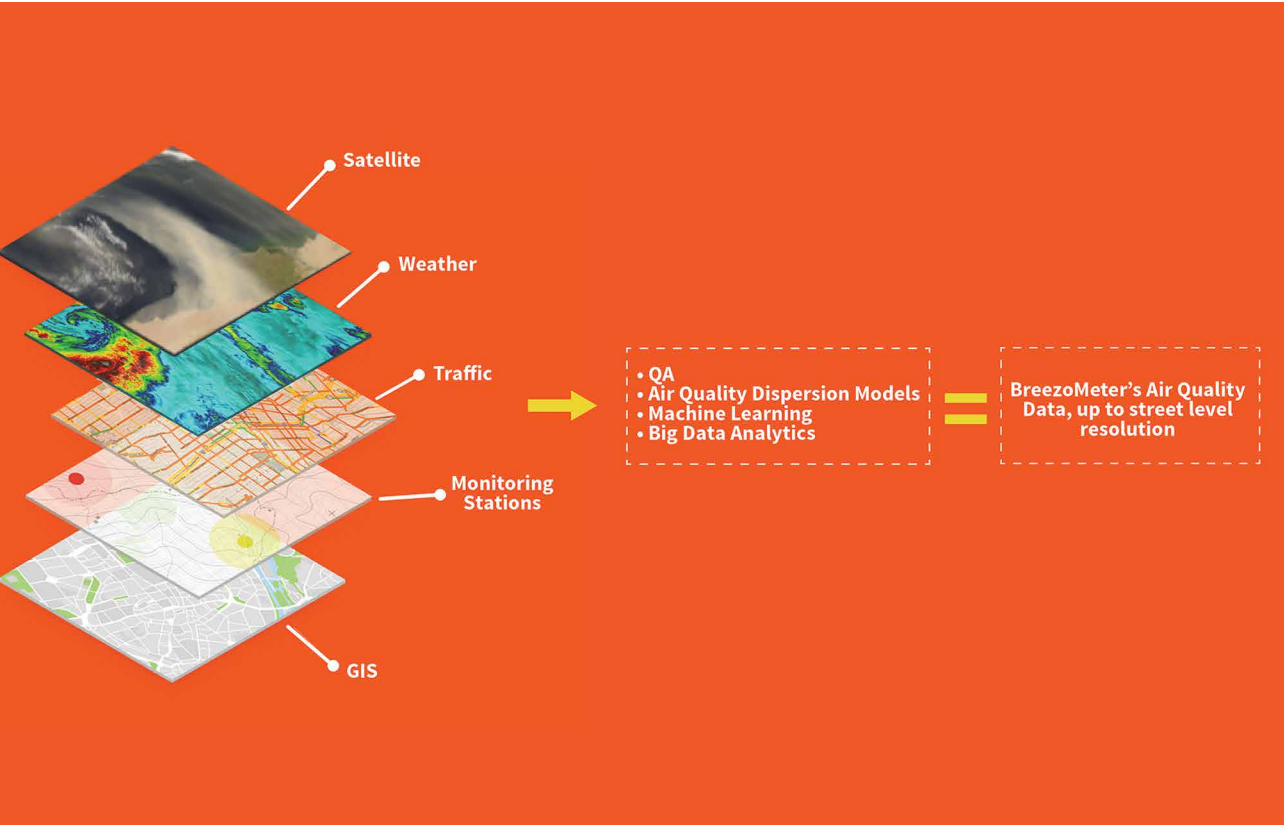 Satellite
Weather
Traffic
Monitoring
Stations
GIS
• QA
• Air Quality Dispersion Models
• Machine Learning
• Big Data Analytics
BreezoMeter’s Air Quality
Data, up to street level
resolution